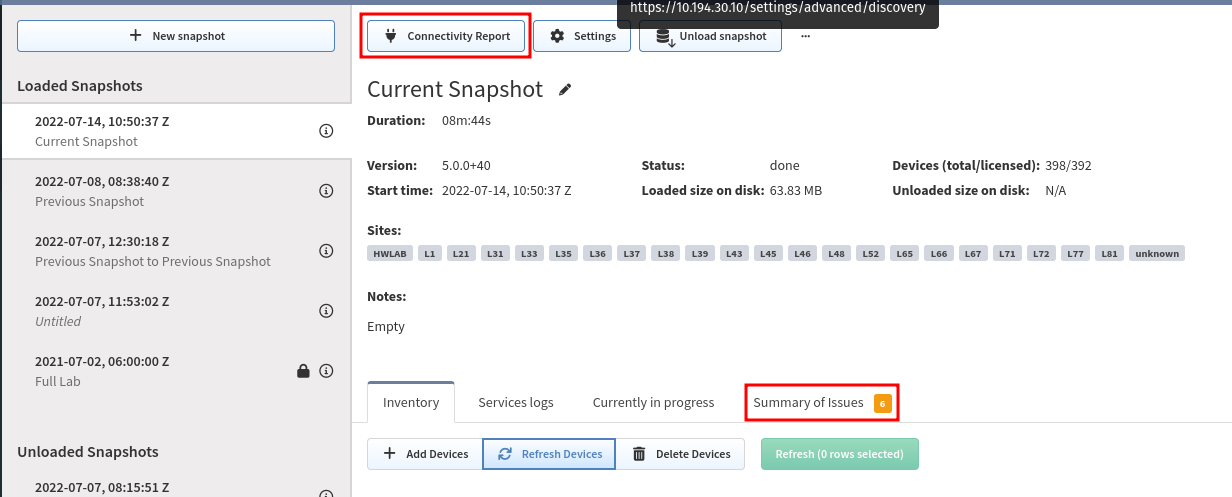 https://10.194.30.10/settings/advanced/discovery
New snapshot
Connectivity Report
Settings
Unload snapshot
...
Loaded Snapshots
2022-07-14, 10:50:37 Z
Current Snapshot
2022-07-08, 08:38:40 Z
Previous Snapshot
2022-07-07, 12:30:18 Z
Previous Snapshot to Previous Snapshot
2022-07-07, 11:53:02 Z
Untitled
2021-07-02, 06:00:00 Z
Full Lab
Unloaded Snapshots
2022-07-07, 08:15:51 Z
Current Snapshot
Duration: 08m:44s
Version: 5.0.0+40 Status: done Devices (total/licensed): 398/392
Start time: 2022-07-14, 10:50:37 Z Loaded size on disk: 63.83 MB Unloaded size on disk: N/A
Sites:
HWLAB L1 L21 L31 L33 L35 L36 L37 L38 L39 L43 L45 L46 L48 L52 L65 L66 L67 L71 L72 L77 L81 unknown
Notes:
Empty
Inventory Services logs Currently in progress Summary of Issues 6
Add Devices Refresh Devices Delete Devices Refresh (0 rows selected)